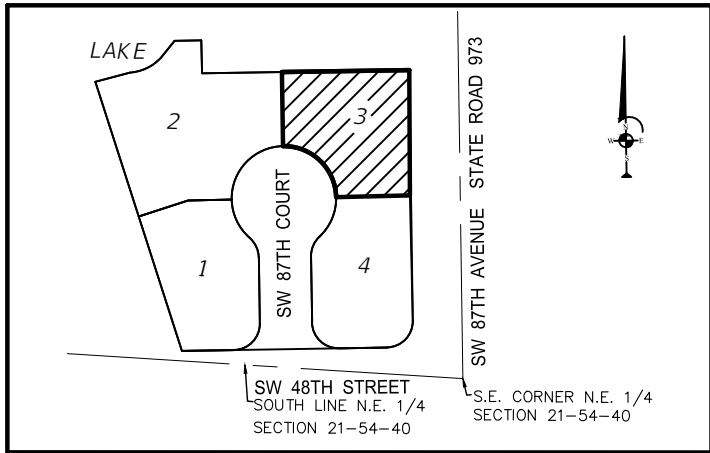 LAKE
2
3
SW 87TH COURT
1
4
SW 87TH AVENUE STATE ROAD 973
N
W E
S
SW 48TH STREET
SOUTH LINE N.E. 1/4
SECTION 21-54-40
S.E. CORNER N.E. 1/4
SECTION 21-54-40